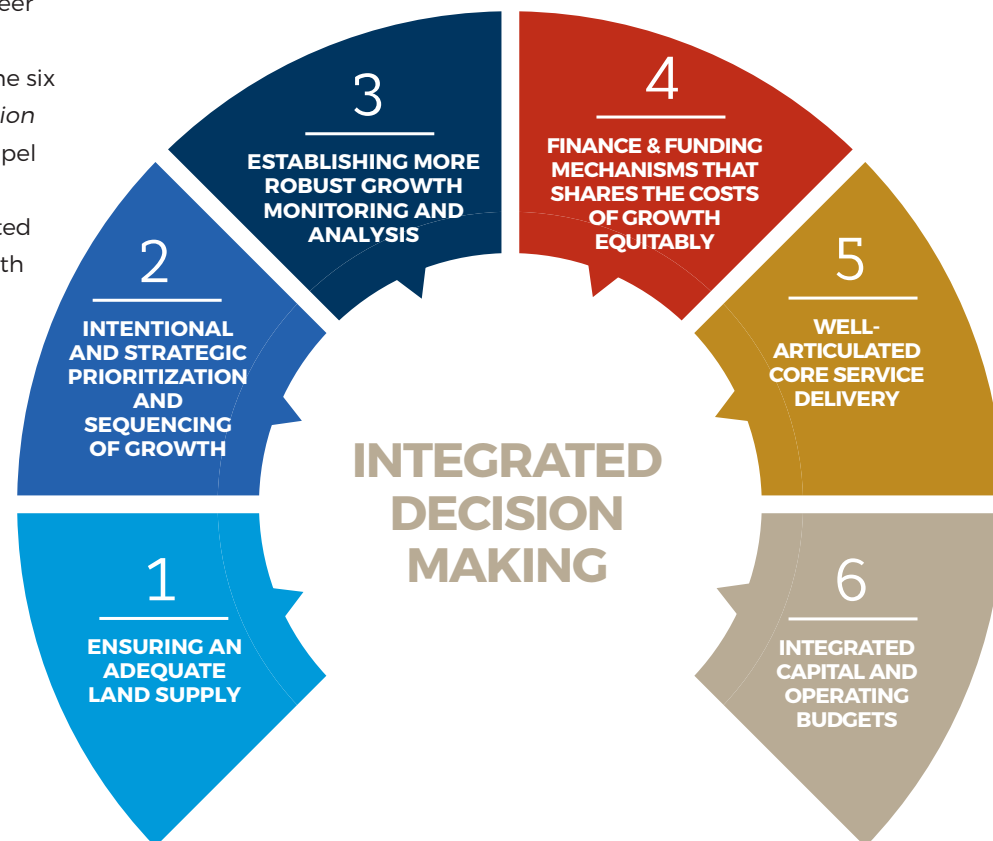 eer
ne six
ion
pel
ted
th
1
ENSURING AN
ADEQUATE
LAND SUPPLY
2
INTENTIONAL
AND STRATEGIC
PRIORITIZATION
AND
SEQUENCING
OF GROWTH
3
ESTABLISHING MORE
ROBUST GROWTH
MONITORING AND
ANALYSIS
4
FINANCE & FUNDING
MECHANISMS THAT
SHARES THE COSTS
OF GROWTH
EQUITABLY
5
WELL-
ARTICULATED
CORE SERVICE
DELIVERY
6
INTEGRATED
CAPITAL AND
OPERATING
BUDGETS
INTEGRATED
DECISION
MAKING